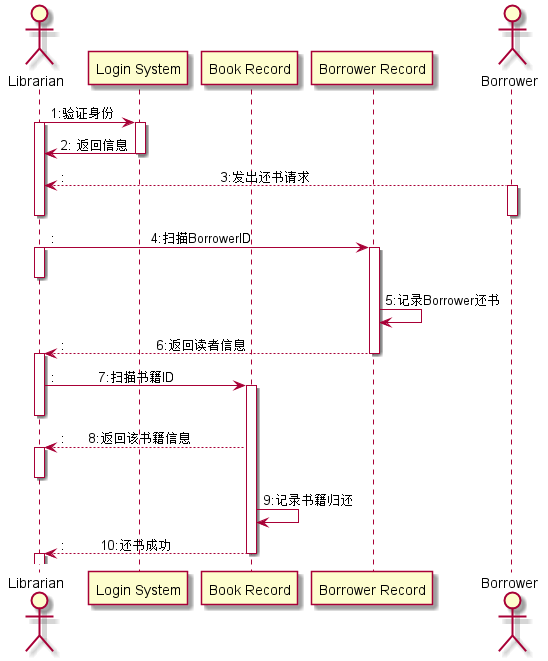 Librarian
Login System
Book Record
Borrower Record
Borrower
1:验证身份
2: 返回信息
: 3:发出还书请求
: 4:扫描BorrowerID
5:记录Borrower还书
: 6:返回读者信息
: 7:扫描书籍ID
: 8:返回该书籍信息
9:记录书籍归还
: 10:还书成功
Librarian
Login System
Book Record
Borrower Record
Borrower